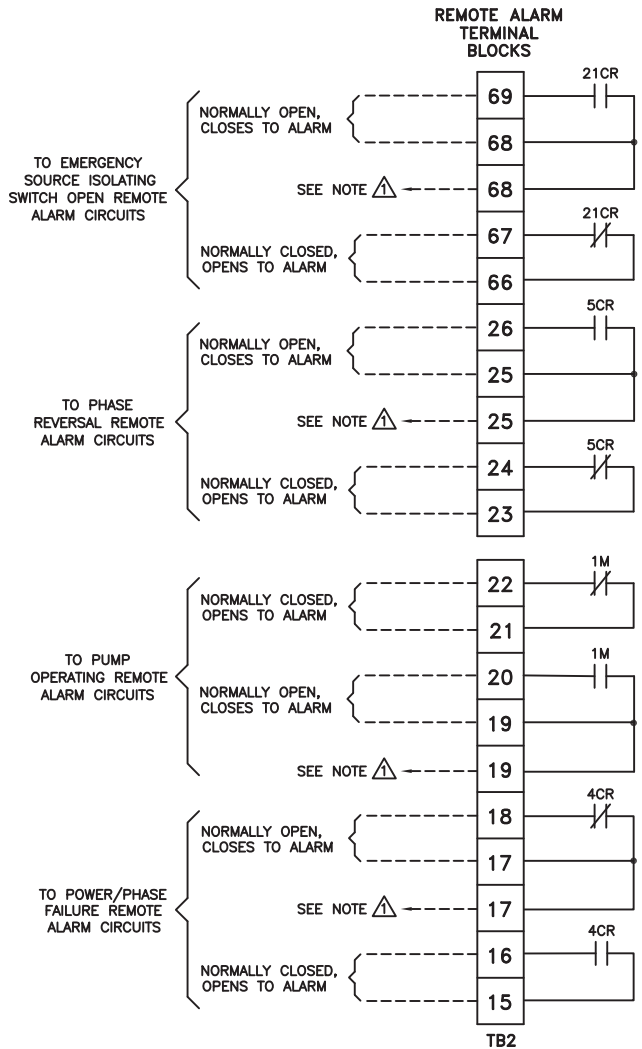 REMOTE ALARM
TERMINAL
BLOCKS
TO EMERGENCY
SOURCE ISOLATING
SWITCH OPEN REMOTE
ALARM CIRCUITS
NORMALLY OPEN,
CLOSES TO ALARM
69
21CR
68
SEE NOTE 1
68
NORMALLY CLOSED,
OPENS TO ALARM
67
21CR
66
TO PHASE
REVERSAL REMOTE
ALARM CIRCUITS
NORMALLY OPEN,
CLOSES TO ALARM
26
5CR
25
SEE NOTE 1
25
NORMALLY CLOSED,
OPENS TO ALARM
24
5CR
23
TO PUMP
OPERATING REMOTE
ALARM CIRCUITS
NORMALLY CLOSED,
OPENS TO ALARM
22
1M
21
NORMALLY OPEN,
CLOSES TO ALARM
20
1M
19
SEE NOTE 1
19
TO POWER/PHASE
FAILURE REMOTE
ALARM CIRCUITS
NORMALLY OPEN,
CLOSES TO ALARM
18
4CR
17
SEE NOTE 1
17
NORMALLY CLOSED,
OPENS TO ALARM
16
4CR
15
TB2